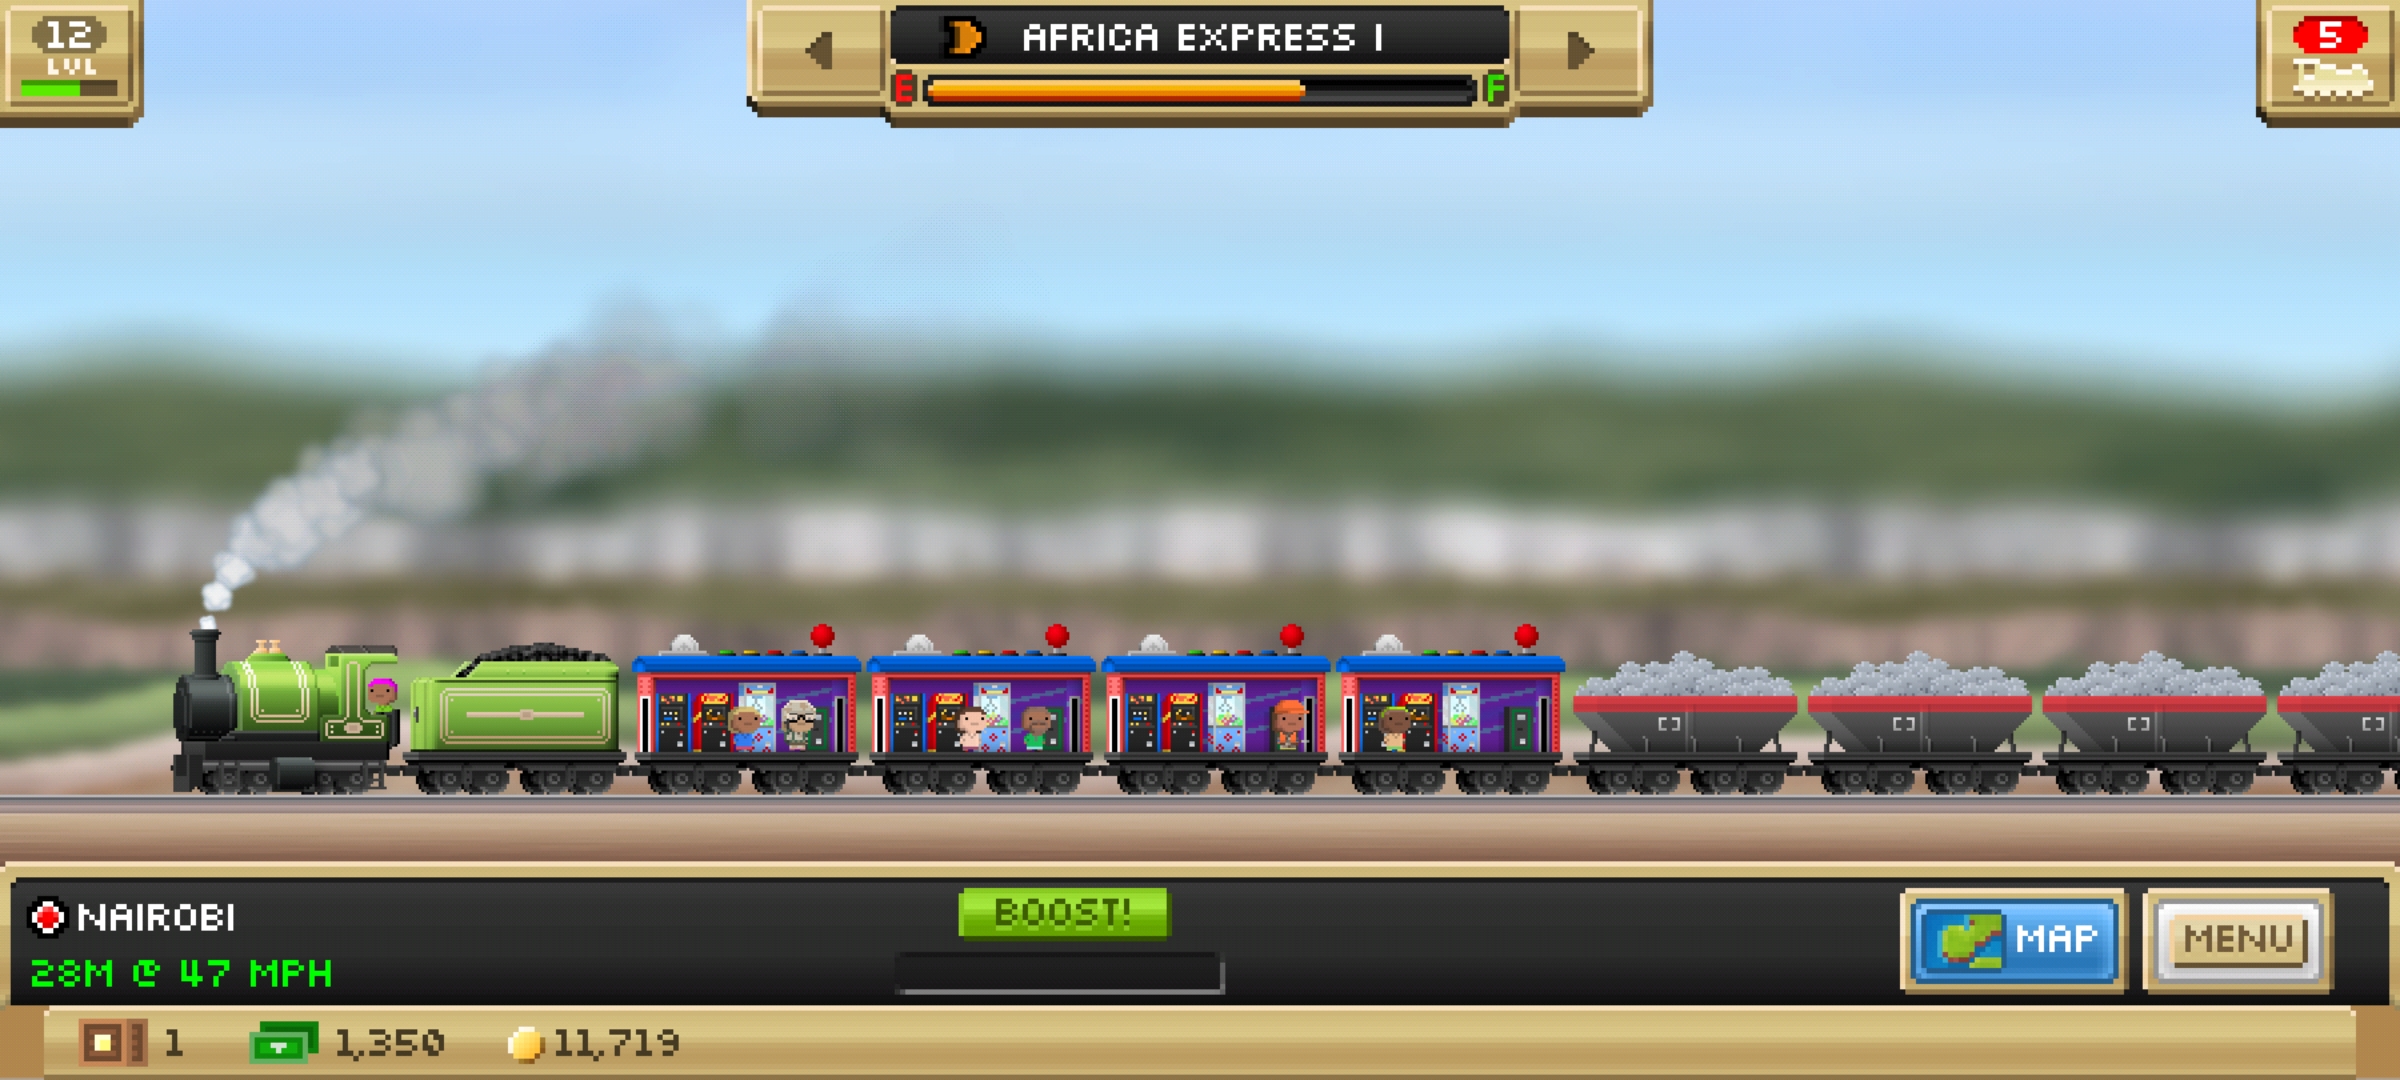 12
LVL
AFRICA EXPRESS I
E F
5
NAIROBI
28M @ 47 MPH
BOOST!
MAP
MENU
1 1,350 11,719